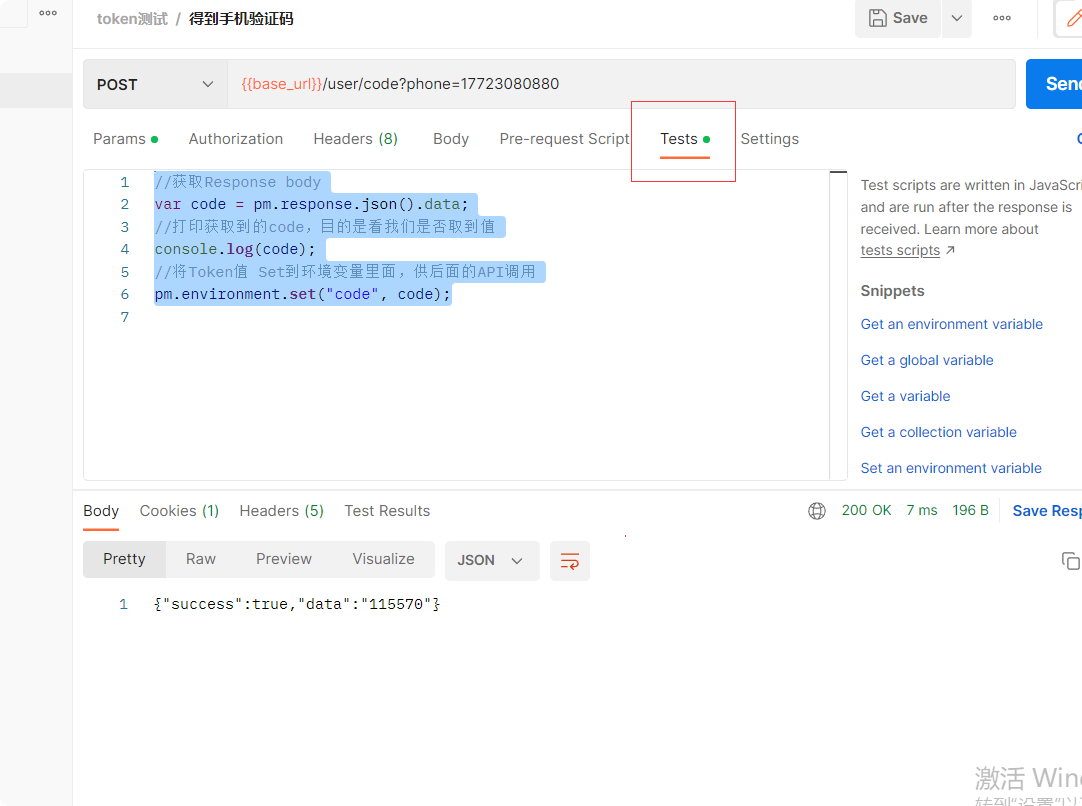 token测试 / 得到手机验证码
Save
POST
{{base_url}}/user/code?phone=17723080880
Send
Params
Authorization
Headers (8)
Body
Pre-request Script
Tests
Settings
1 //获取Response body
2 var code = pm.response.json().data;
3 //打印获取到的code，目的是看我们是否取到值
4 console.log(code);
5 //将Token值 Set到环境变量里面，供后面的API调用
6 pm.environment.set("code", code);
7
Test scripts are written in JavaScri
and are run after the response is
received. Learn more about
tests scripts ↗
Snippets
Get an environment variable
Get a global variable
Get a variable
Get a collection variable
Set an environment variable
Body
Cookies (1)
Headers (5)
Test Results
200 OK
7 ms
196 B
Save Resp
Pretty
Raw
Preview
Visualize
JSON
1 {"success":true,"data":"115570"}
激活 Win